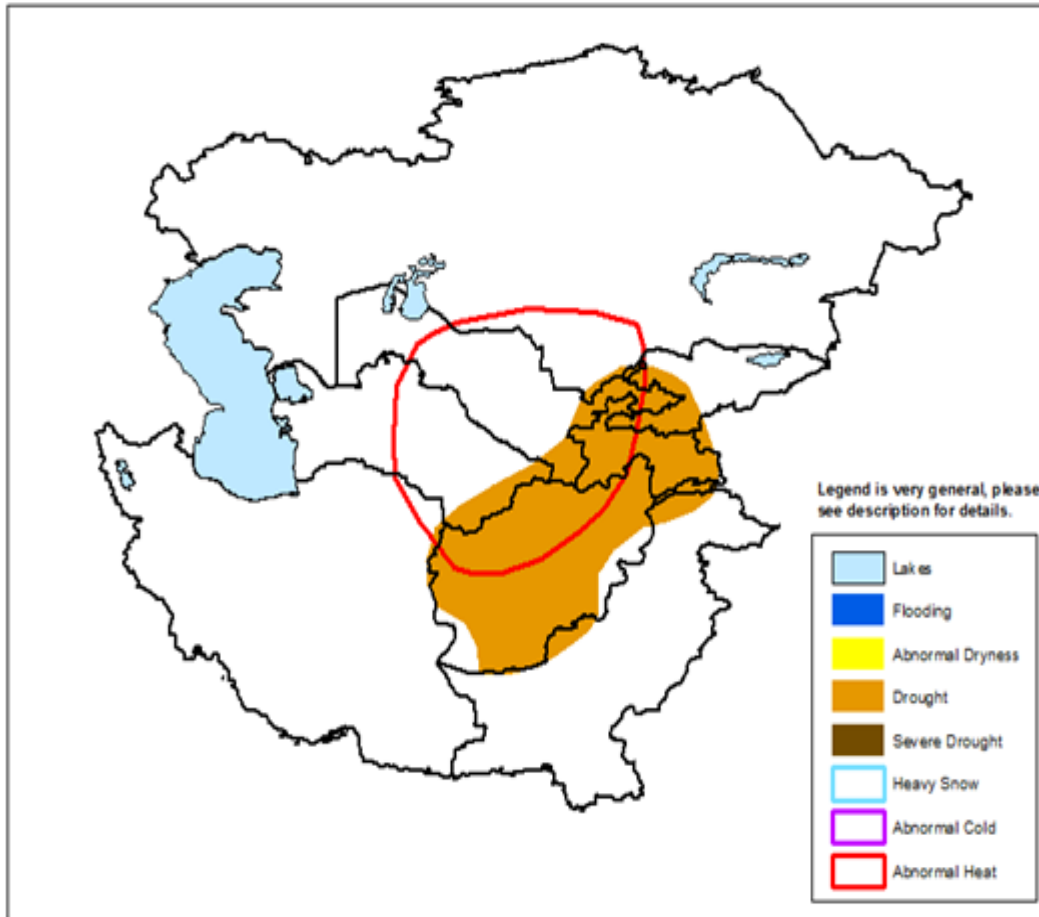 Legend is very general, please
see description for details.
Lakes
Flooding
Abnormal Dryness
Drought
Severe Drought
Heavy Snow
Abnormal Cold
Abnormal Heat